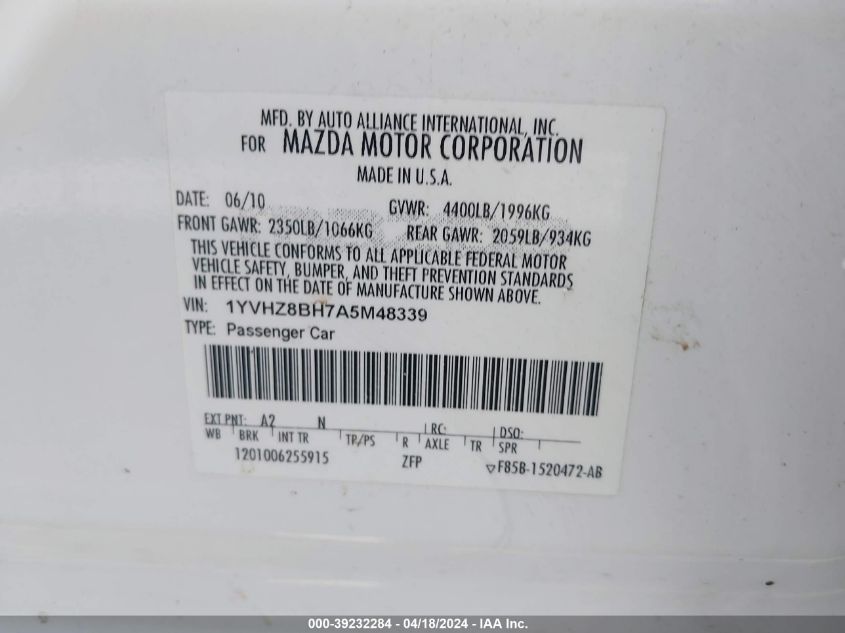 MFD. BY AUTO ALLIANCE INTERNATIONAL, INC.
FOR MAZDA MOTOR CORPORATION
MADE IN U.S.A.
DATE: 06/10 GVWR: 4400LB/1996KG
FRONT GAWR: 2350LB/1066KG REAR GAWR: 2059LB/934KG
THIS VEHICLE CONFORMS TO ALL APPLICABLE FEDERAL MOTOR
VEHICLE SAFETY, BUMPER, AND THEFT PREVENTION STANDARDS
IN EFFECT ON THE DATE OF MANUFACTURE SHOWN ABOVE.
VIN: 1YVHZ8BH7A5M48339
TYPE: Passenger Car
EXT PNT: A2 N RC: DSO:
WB BRK INT TR TP/PS R AXLE TR SPR
1201006255915 ZFP ▽F85B-1520472-AB
000-39232284 - 04/18/2024 - IAA Inc.